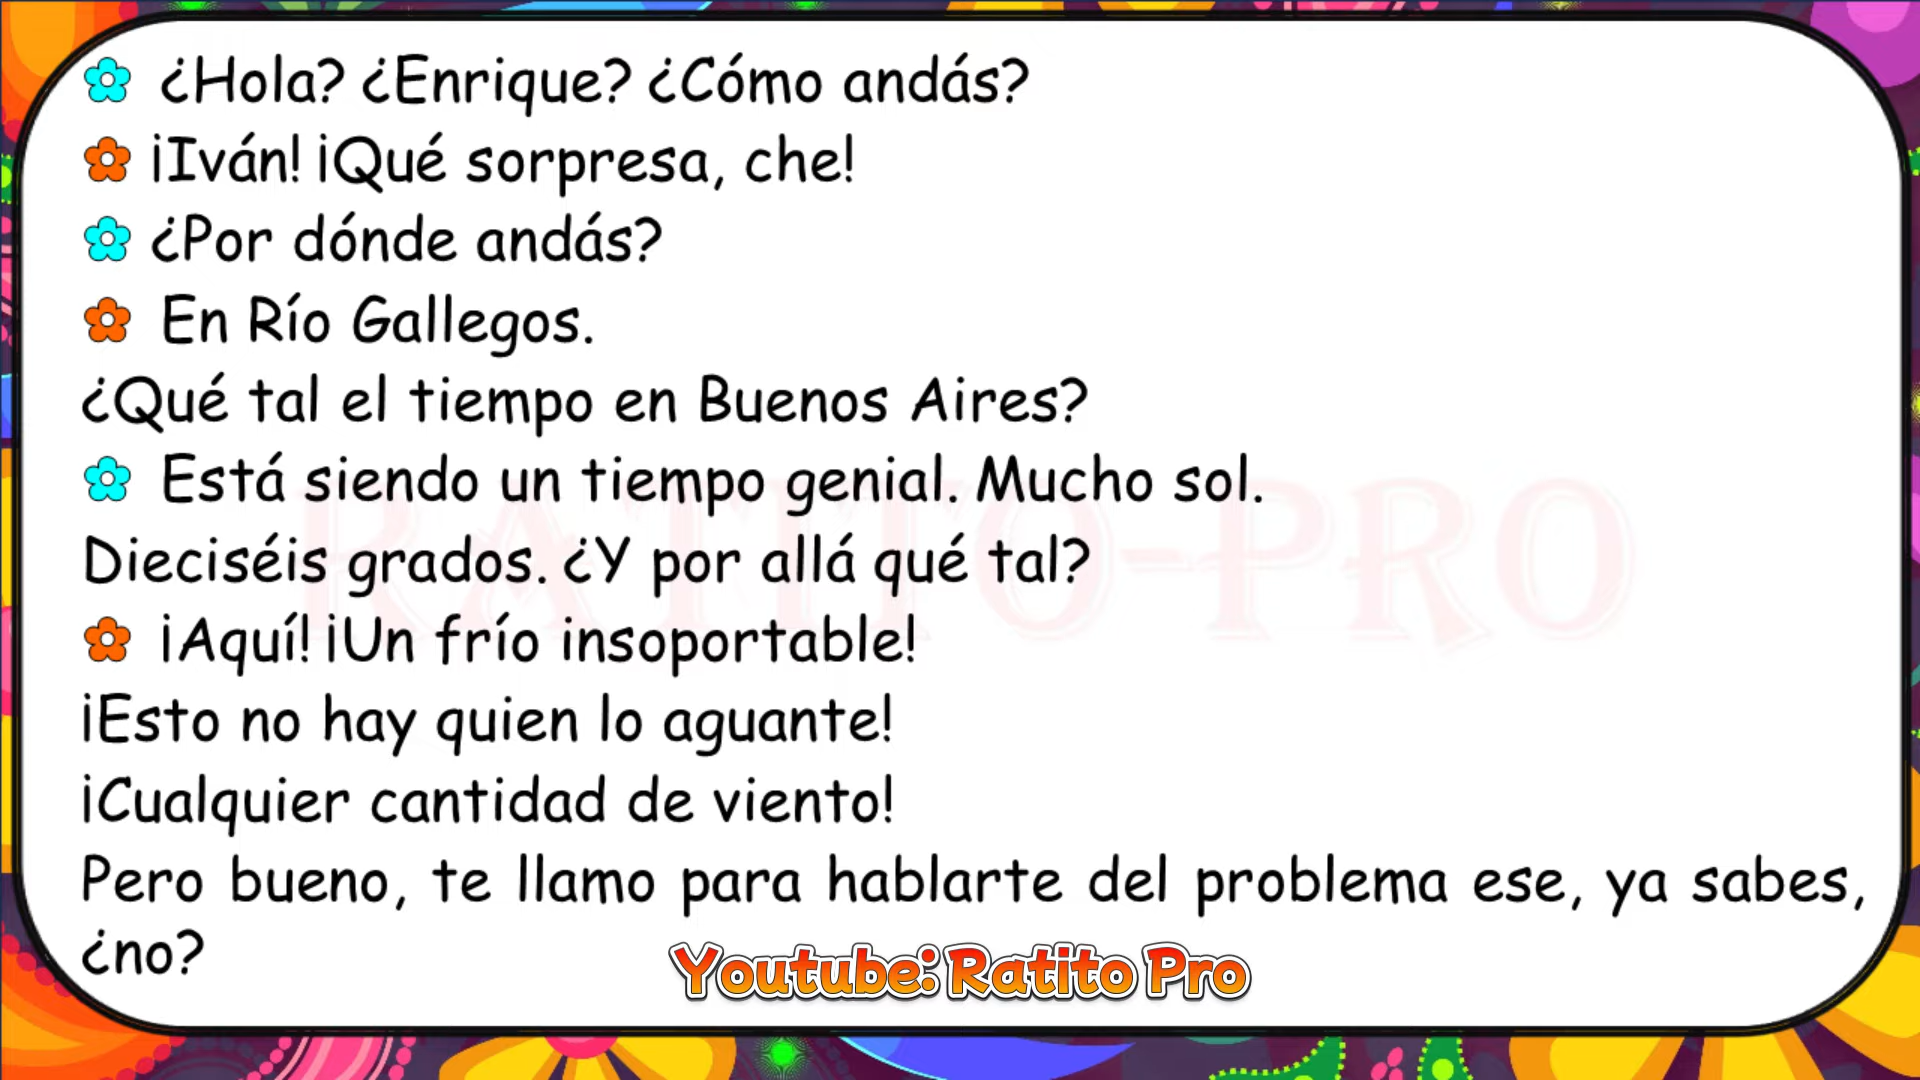 ¿Hola? ¿Enrique? ¿Cómo andás?
¡Iván! ¡Qué sorpresa, che!
¿Por dónde andás?
En Río Gallegos.
¿Qué tal el tiempo en Buenos Aires?
Está siendo un tiempo genial. Mucho sol.
Dieciséis grados. ¿Y por allá qué tal?
¡Aquí! ¡Un frío insoportable!
¡Esto no hay quien lo aguante!
¡Cualquier cantidad de viento!
Pero bueno, te llamo para hablarte del problema ese, ya sabes,
¿no?
RATITO-PRO
Youtube: Ratito Pro